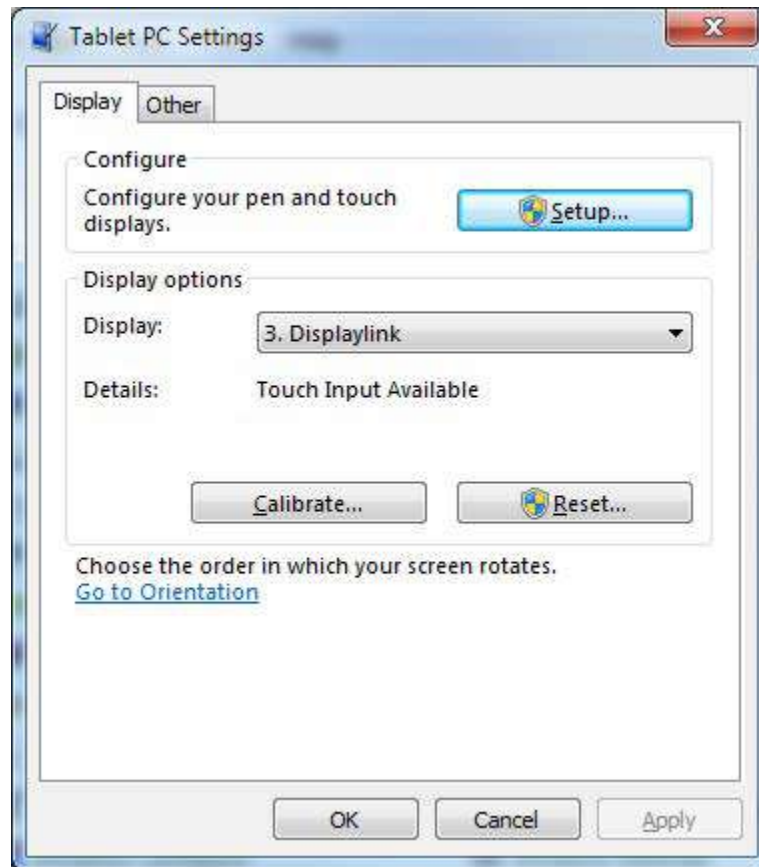 Tablet PC Settings
Display Other
Configure
Configure your pen and touch
displays.
Setup...
Display options
Display: 3. Displaylink
Details: Touch Input Available
Calibrate... Reset...
Choose the order in which your screen rotates.
Go to Orientation
OK Cancel Apply